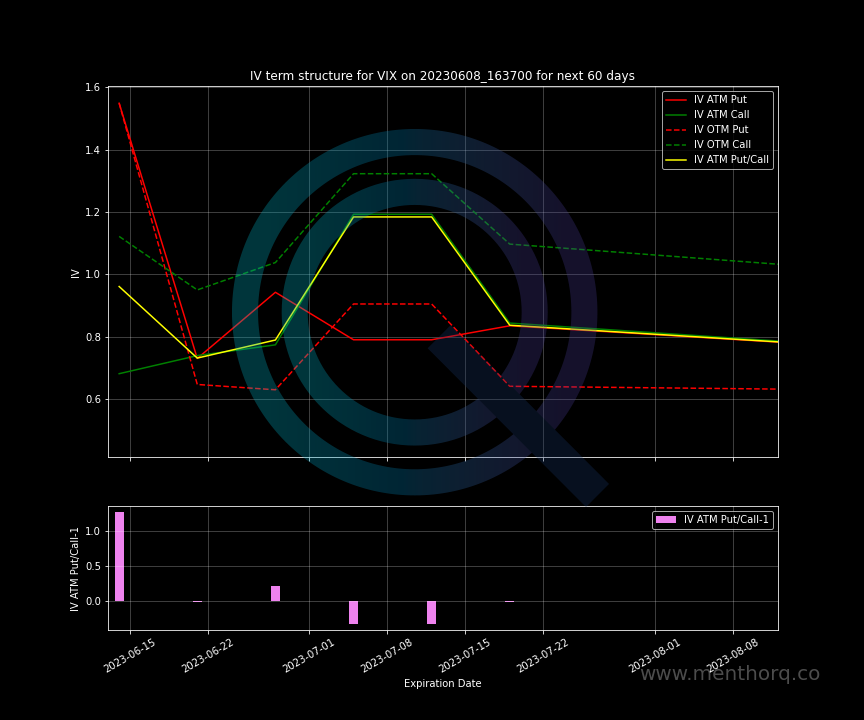 IV term structure for VIX on 20230608_163700 for next 60 days
1.6
1.4
1.2
1.0
0.8
0.6
IV
IV ATM Put
IV ATM Call
IV OTM Put
IV OTM Call
IV ATM Put/Call
IV ATM Put/Call-1
1.0
0.5
0.0
IV ATM Put/Call-1
2023-06-15
2023-06-22
2023-07-01
2023-07-08
2023-07-15
2023-07-22
2023-08-01
2023-08-08
Expiration Date
www.menthorq.co